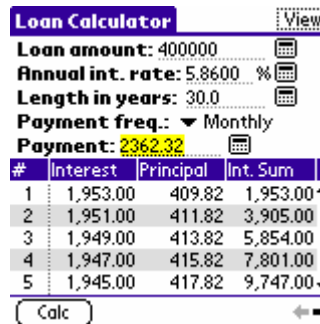 Loan Calculator View
Loan amount: 400000
Annual int. rate: 5.8600 %
Length in years: 30.0
Payment freq.: Monthly
Payment: 2362.32
# Interest Principal Int. Sum
1 1,953.00 409.82 1,953.00
2 1,951.00 411.82 3,905.00
3 1,949.00 413.82 5,854.00
4 1,947.00 415.82 7,801.00
5 1,945.00 417.82 9,747.00
Calc